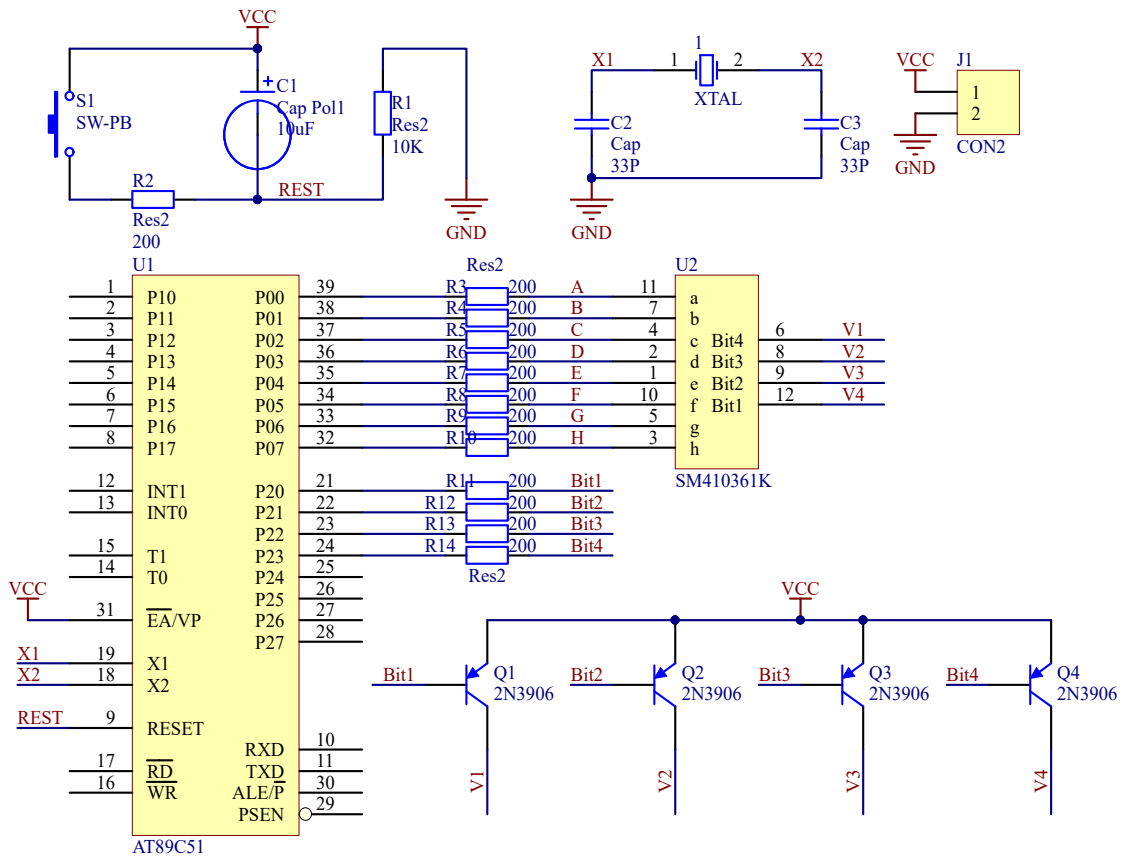 VCC
S1
SW-PB
+
C1
Cap Pol1
10uF
R1
Res2
10K
R2
Res2
200
REST
GND
X1
1
1
2
X2
XTAL
C2
Cap
33P
C3
Cap
33P
GND
VCC
J1
1
2
CON2
GND
U1
1 P10
2 P11
3 P12
4 P13
5 P14
6 P15
7 P16
8 P17
12 INT1
13 INT0
15 T1
14 T0
VCC
31 EA/VP
X1 19 X1
X2 18 X2
REST 9 RESET
17 RD
16 WR
AT89C51
Res2
P00 39 R3 200 A 11 a
P01 38 R4 200 B 7 b
P02 37 R5 200 C 4 c
P03 36 R6 200 D 2 d
P04 35 R7 200 E 1 e
P05 34 R8 200 F 10 f
P06 33 R9 200 G 5 g
P07 32 R10 200 H 3 h
U2
Bit4 6 V1
Bit3 8 V2
Bit2 9 V3
Bit1 12 V4
SM410361K
P20 21 R11 200 Bit1
P21 22 R12 200 Bit2
P22 23 R13 200 Bit3
P23 24 R14 200 Bit4
Res2
P24 25
P25 26
P26 27
P27 28
RXD 10
TXD 11
ALE/P 30
PSEN 29
VCC
Bit1
Q1
2N3906
V1
Bit2
Q2
2N3906
V2
Bit3
Q3
2N3906
V3
Bit4
Q4
2N3906
V4